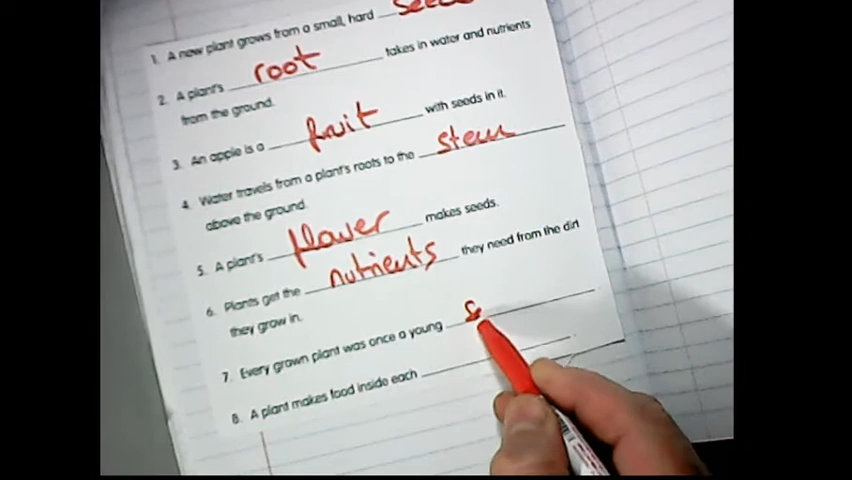 1. A new plant grows from a small, hard seed
2. A plant's root takes in water and nutrients
from the ground.
3. An apple is a fruit with seeds in it.
4. Water travels from a plant's roots to the stem
above the ground.
5. A plant's flower makes seeds.
6. Plants get the nutrients they need from the dirt
they grow in.
7. Every grown plant was once a young
8. A plant makes food inside each